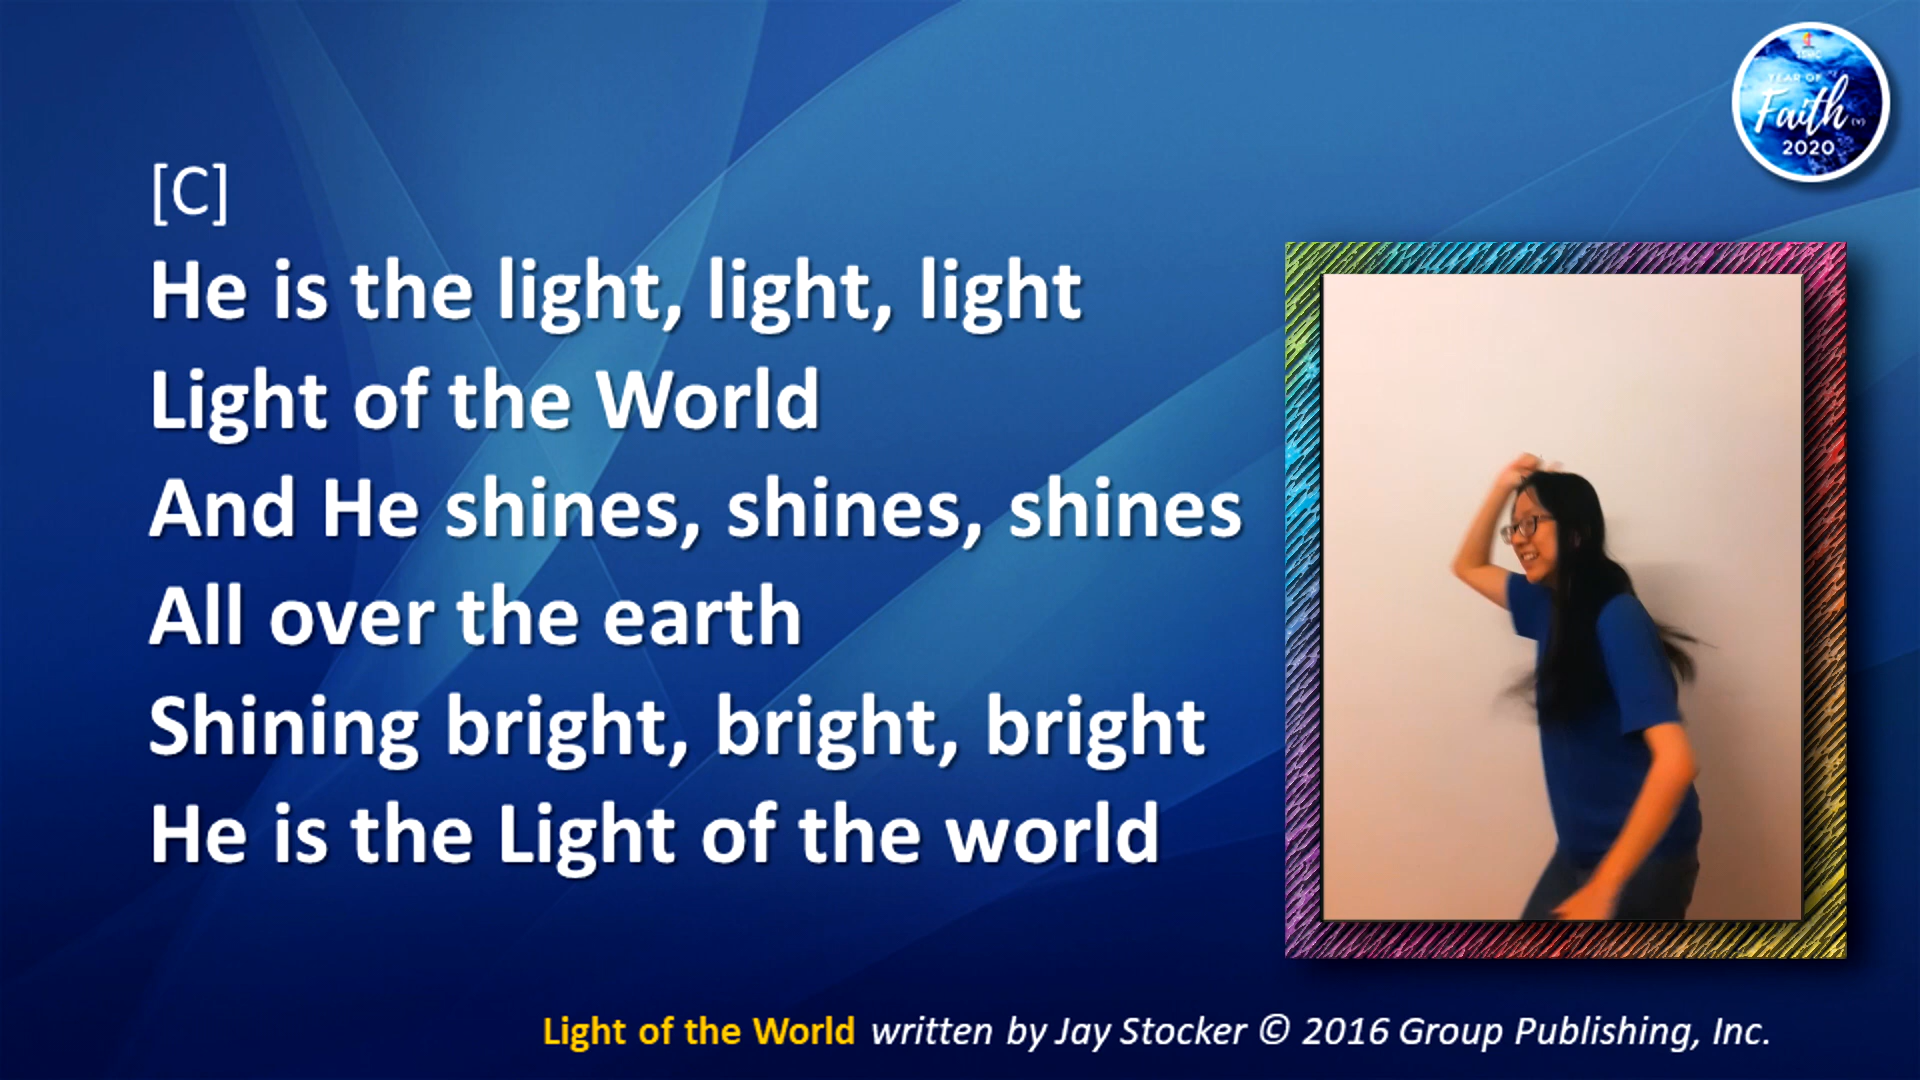 YEAR OF
Faith (V)
2020
[C]
He is the light, light, light
Light of the World
And He shines, shines, shines
All over the earth
Shining bright, bright, bright
He is the Light of the world
Light of the World written by Jay Stocker © 2016 Group Publishing, Inc.